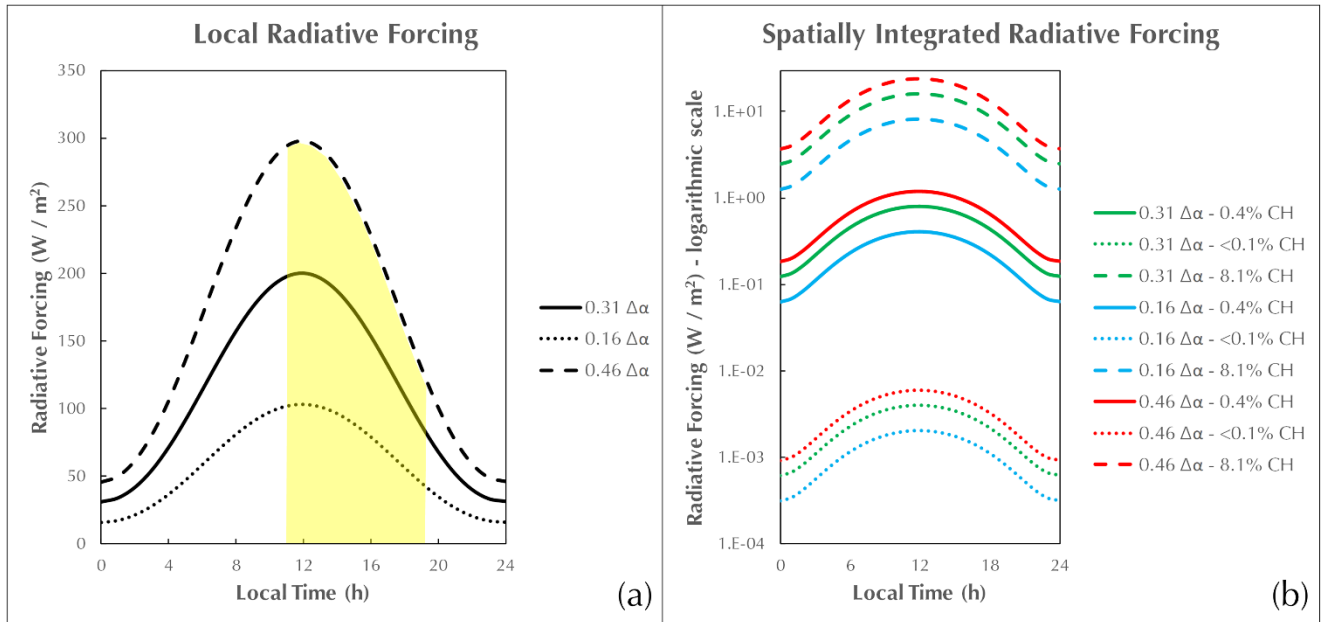 Local Radiative Forcing
Radiative Forcing (W / m²)
350
300
250
200
150
100
50
0
0 4 8 12 16 20 24
Local Time (h)
0.31 Δα
0.16 Δα
0.46 Δα
(a)
Spatially Integrated Radiative Forcing
Radiative Forcing (W / m²) - logarithmic scale
1.E+01
1.E+00
1.E-01
1.E-02
1.E-03
1.E-04
0 6 12 18 24
Local Time (h)
0.31 Δα - 0.4% CH
0.31 Δα - <0.1% CH
0.31 Δα - 8.1% CH
0.16 Δα - 0.4% CH
0.16 Δα - <0.1% CH
0.16 Δα - 8.1% CH
0.46 Δα - 0.4% CH
0.46 Δα - <0.1% CH
0.46 Δα - 8.1% CH
(b)